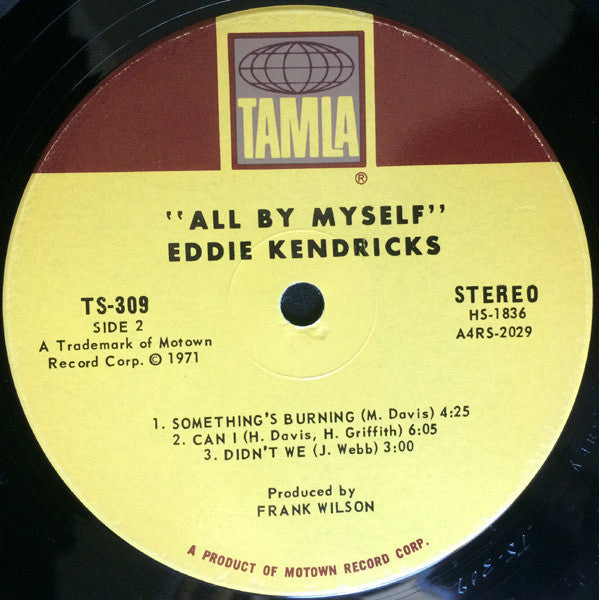 TAMLA
®
"ALL BY MYSELF"
EDDIE KENDRICKS
TS-309
SIDE 2
A Trademark of Motown
Record Corp. © 1971
STEREO
HS-1836
A4RS-2029
1. SOMETHING'S BURNING (M. Davis) 4:25
2. CAN I (H. Davis, H. Griffith) 6:05
3. DIDN'T WE (J. Webb) 3:00
Produced by
FRANK WILSON
A PRODUCT OF MOTOWN RECORD CORP.